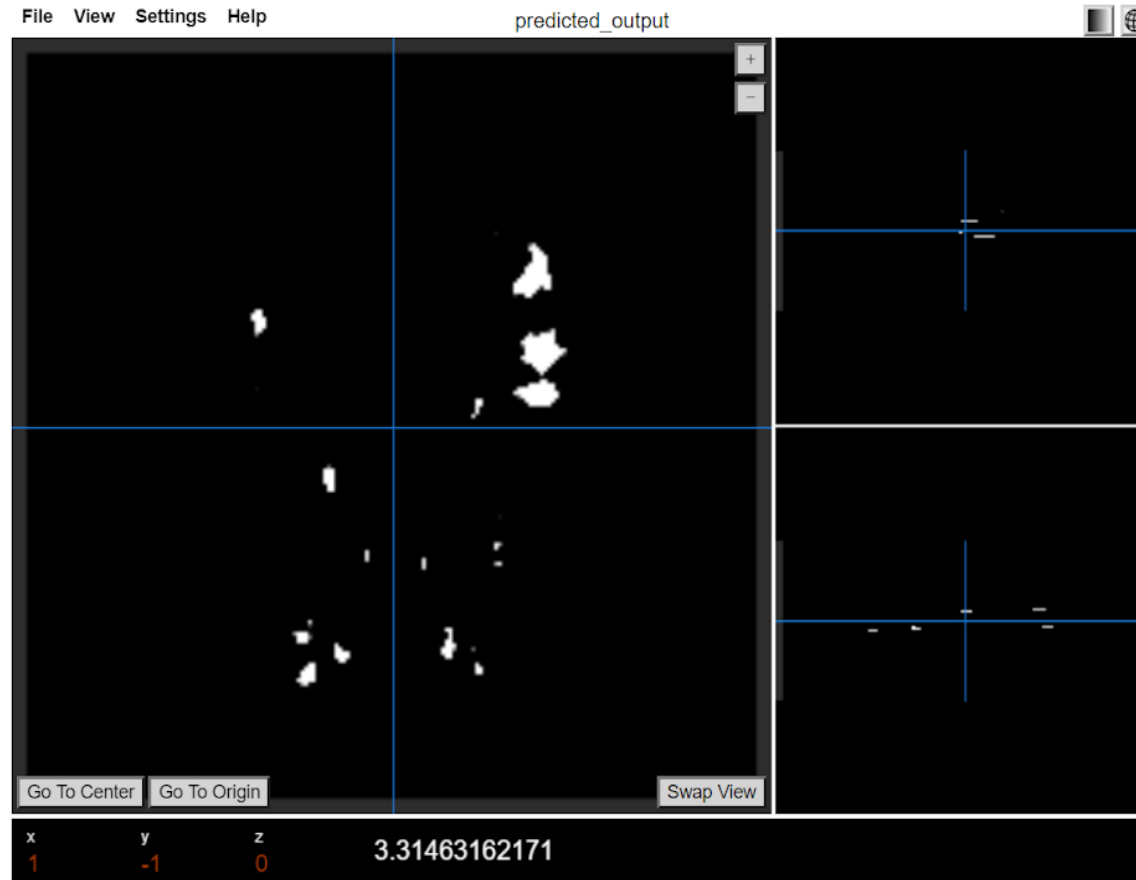 File View Settings Help
predicted_output
+
−
Go To Center Go To Origin
Swap View
x y z
1 -1 0
3.31463162171